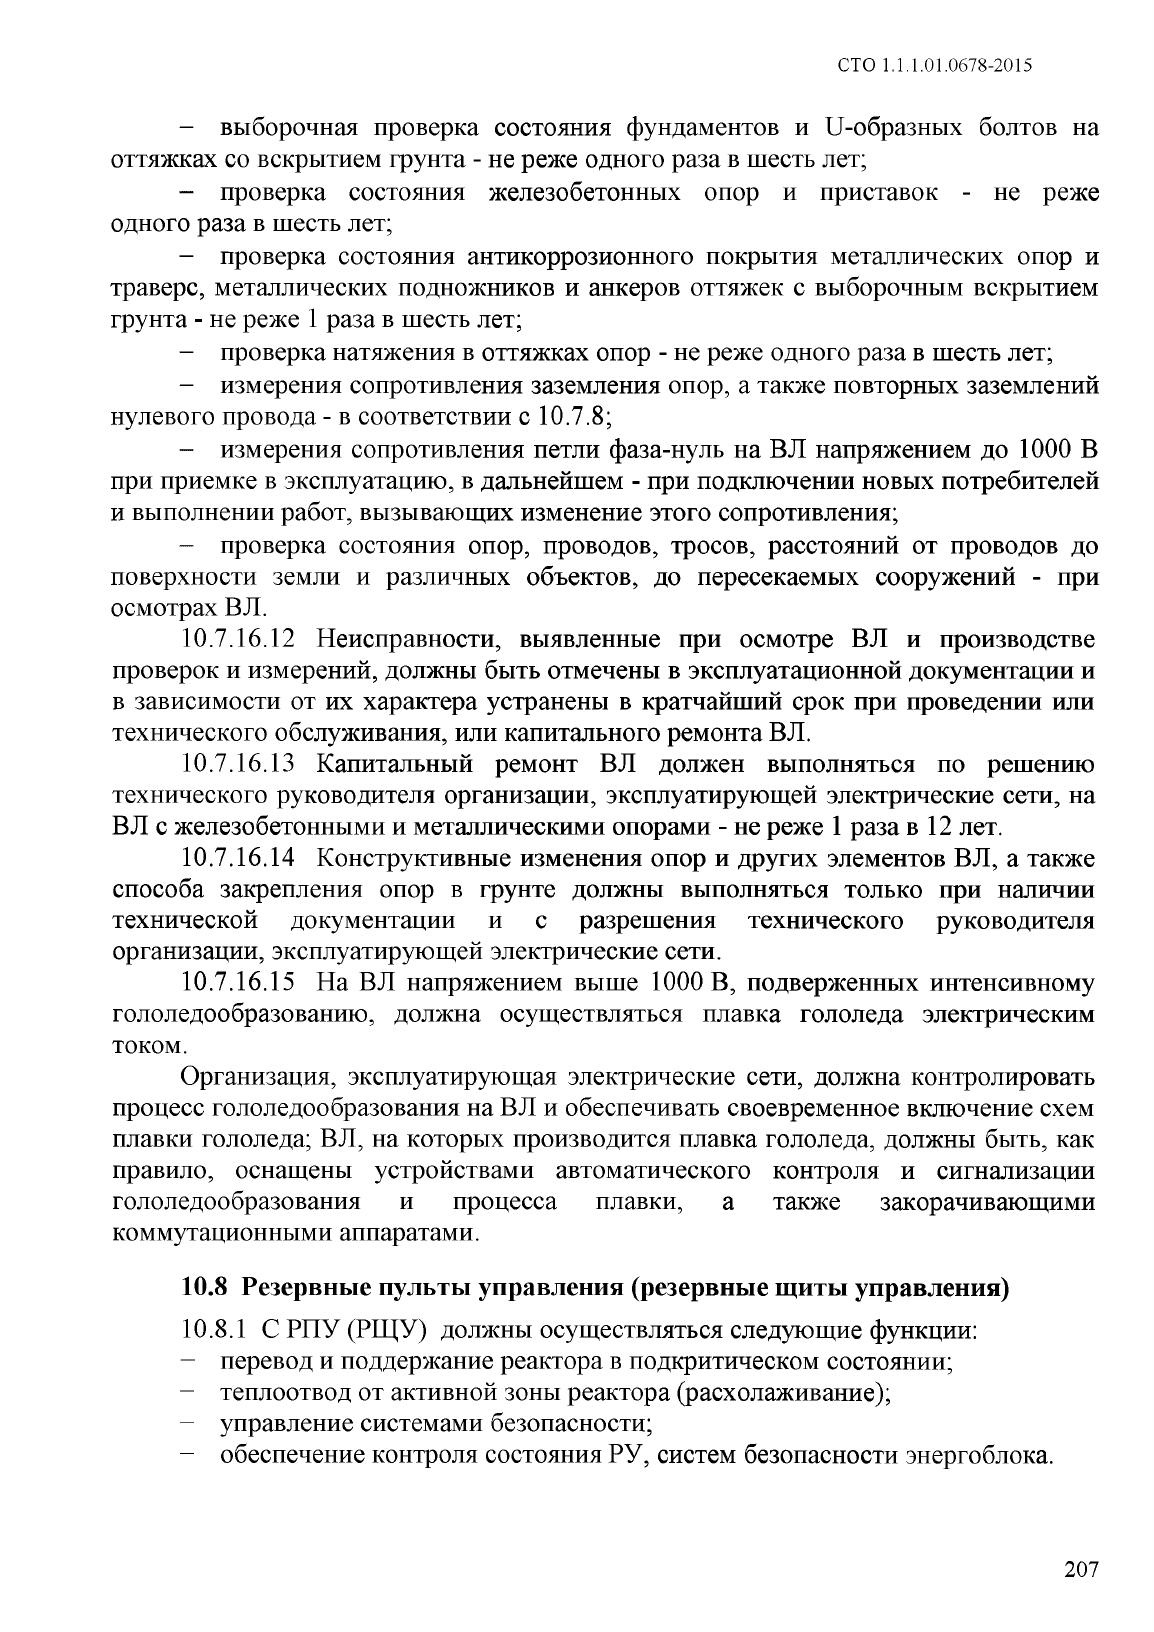 СТО 1.1.1.01.0678-2015
– выборочная проверка состояния фундаментов и U-образных болтов на
оттяжках со вскрытием грунта - не реже одного раза в шесть лет;
– проверка состояния железобетонных опор и приставок - не реже
одного раза в шесть лет;
– проверка состояния антикоррозионного покрытия металлических опор и
траверс, металлических подножников и анкеров оттяжек с выборочным вскрытием
грунта - не реже 1 раза в шесть лет;
– проверка натяжения в оттяжках опор - не реже одного раза в шесть лет;
– измерения сопротивления заземления опор, а также повторных заземлений
нулевого провода - в соответствии с 10.7.8;
– измерения сопротивления петли фаза-нуль на ВЛ напряжением до 1000 В
при приемке в эксплуатацию, в дальнейшем - при подключении новых потребителей
и выполнении работ, вызывающих изменение этого сопротивления;
– проверка состояния опор, проводов, тросов, расстояний от проводов до
поверхности земли и различных объектов, до пересекаемых сооружений - при
осмотрах ВЛ.
10.7.16.12 Неисправности, выявленные при осмотре ВЛ и производстве
проверок и измерений, должны быть отмечены в эксплуатационной документации и
в зависимости от их характера устранены в кратчайший срок при проведении или
технического обслуживания, или капитального ремонта ВЛ.
10.7.16.13 Капитальный ремонт ВЛ должен выполняться по решению
технического руководителя организации, эксплуатирующей электрические сети, на
ВЛ с железобетонными и металлическими опорами - не реже 1 раза в 12 лет.
10.7.16.14 Конструктивные изменения опор и других элементов ВЛ, а также
способа закрепления опор в грунте должны выполняться только при наличии
технической документации и с разрешения технического руководителя
организации, эксплуатирующей электрические сети.
10.7.16.15 На ВЛ напряжением выше 1000 В, подверженных интенсивному
гололедообразованию, должна осуществляться плавка гололеда электрическим
током.
Организация, эксплуатирующая электрические сети, должна контролировать
процесс гололедообразования на ВЛ и обеспечивать своевременное включение схем
плавки гололеда; ВЛ, на которых производится плавка гололеда, должны быть, как
правило, оснащены устройствами автоматического контроля и сигнализации
гололедообразования и процесса плавки, а также закорачивающими
коммутационными аппаратами.
10.8 Резервные пульты управления (резервные щиты управления)
10.8.1 С РПУ (РЩУ) должны осуществляться следующие функции:
– перевод и поддержание реактора в подкритическом состоянии;
– теплоотвод от активной зоны реактора (расхолаживание);
– управление системами безопасности;
– обеспечение контроля состояния РУ, систем безопасности энергоблока.
207